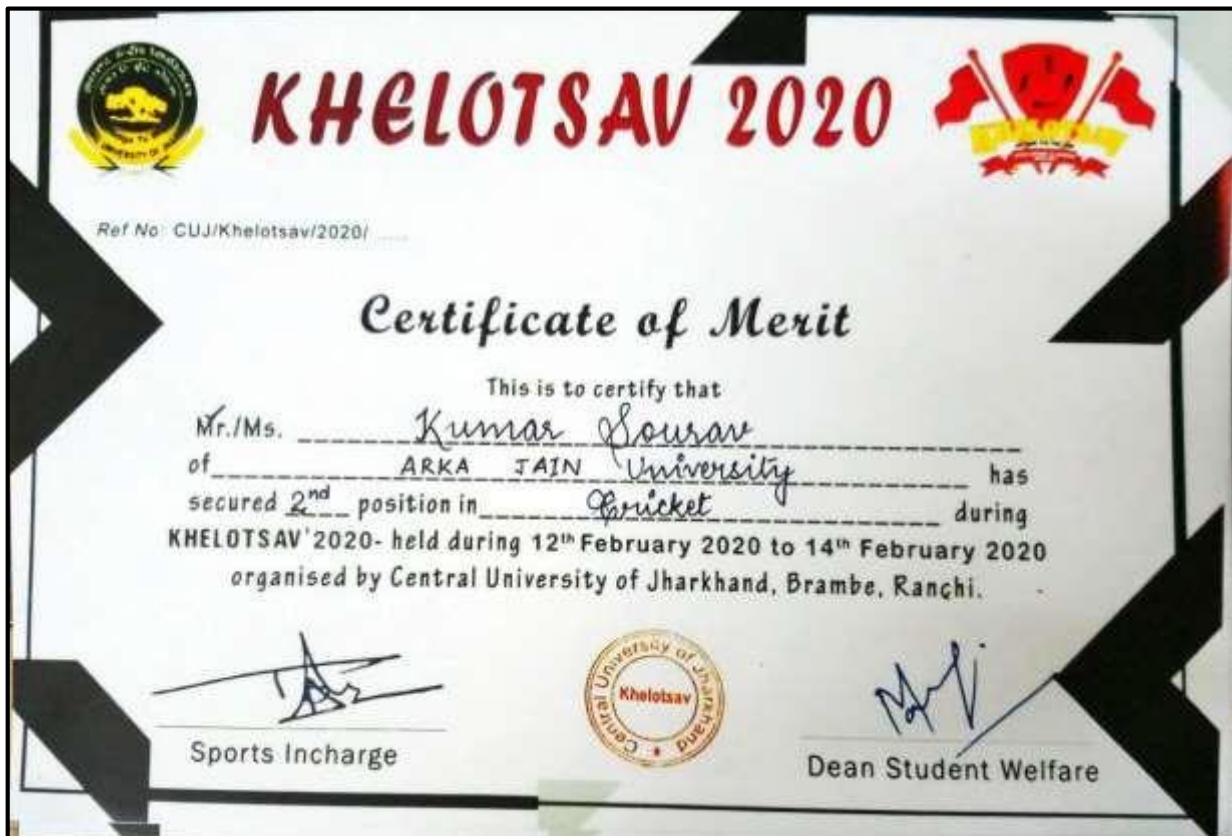 KHELOTSAV 2020
Ref No: CUJ/Khelotsav/2020/ ......
Certificate of Merit
This is to certify that
Mr./Ms. Kumar Sourav
of ARKA JAIN University has
secured 2nd position in Cricket during
KHELOTSAV'2020- held during 12th February 2020 to 14th February 2020
organised by Central University of Jharkhand, Brambe, Ranchi.
Central University of Jharkhand
Khelotsav
Sports Incharge
Dean Student Welfare